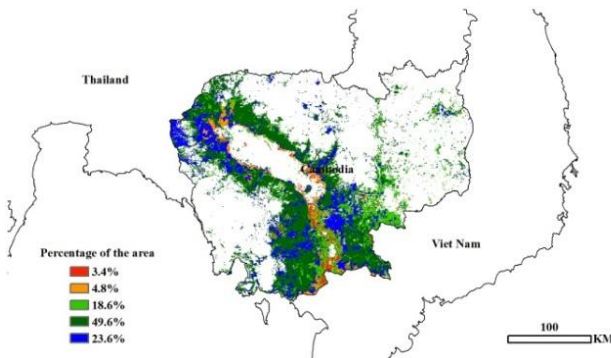 Thailand
Cambodia
Viet Nam
Percentage of the area
3.4%
4.8%
18.6%
49.6%
23.6%
100
KM